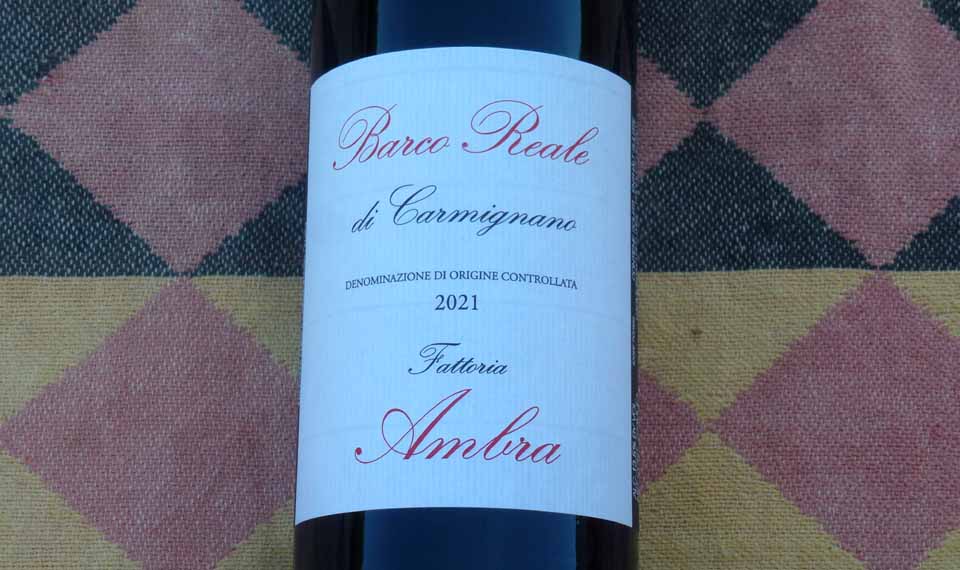 Barco Reale
di Carmignano
DENOMINAZIONE DI ORIGINE CONTROLLATA
2021
Fattoria
Ambra